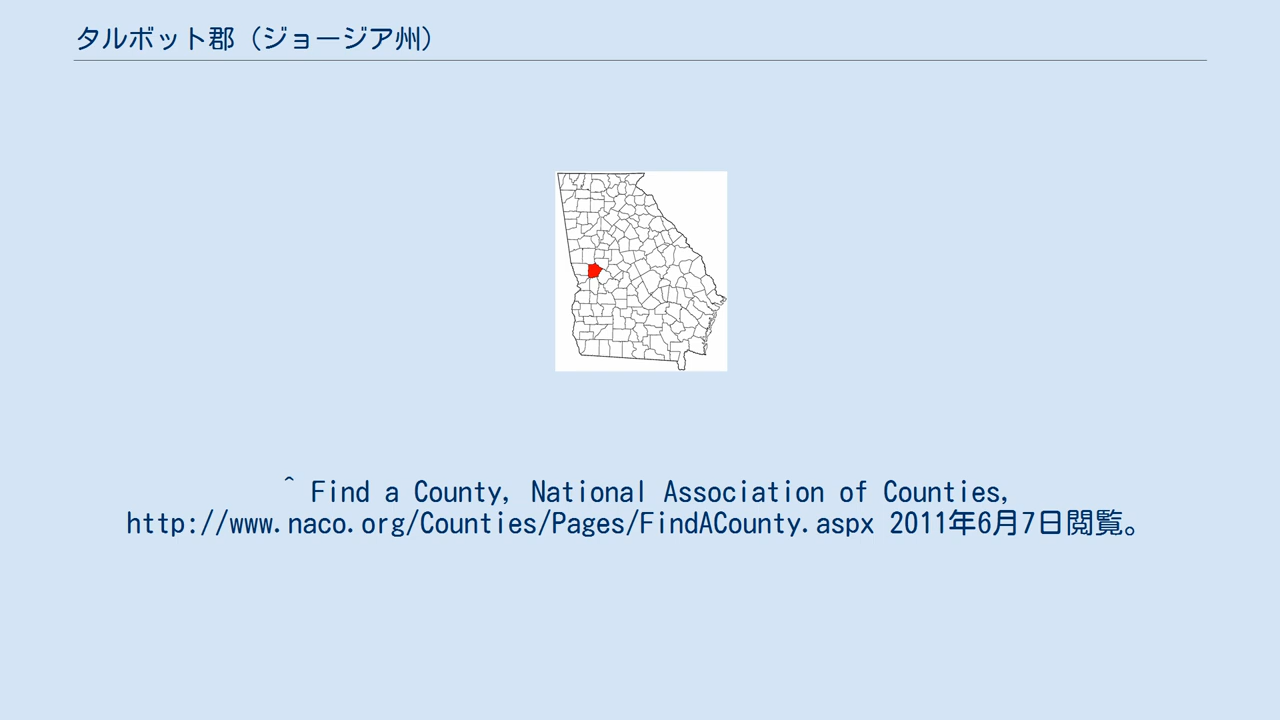 タルボット郡（ジョージア州）
^ Find a County, National Association of Counties,
http://www.naco.org/Counties/Pages/FindACounty.aspx 2011年6月7日閲覧。